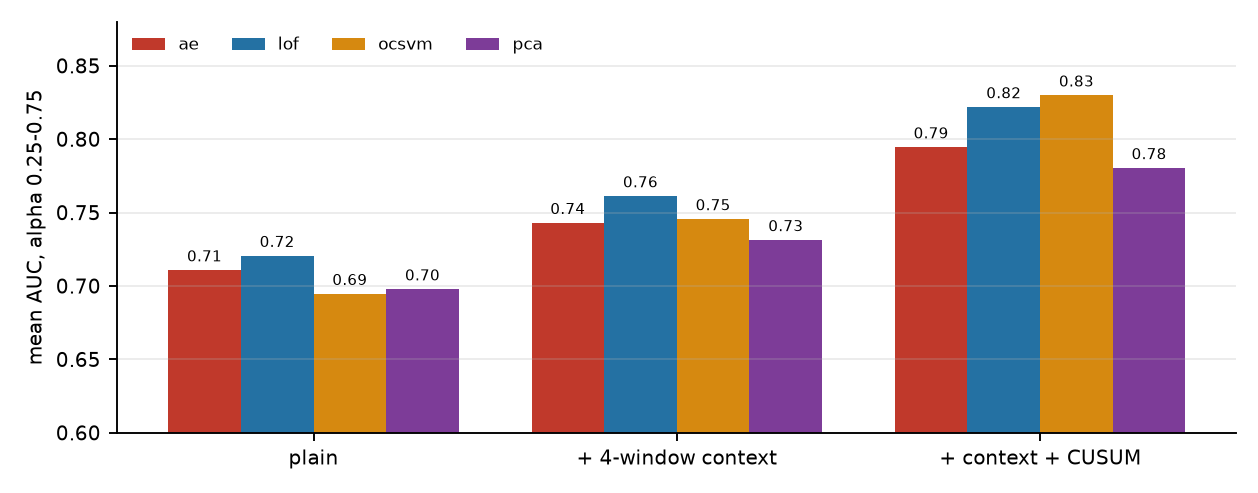 ae lof ocsvm pca
mean AUC, alpha 0.25-0.75
0.85
0.80
0.75
0.70
0.65
0.60
0.71 0.72 0.69 0.70
0.74 0.76 0.75 0.73
0.79 0.82 0.83 0.78
plain
+ 4-window context
+ context + CUSUM